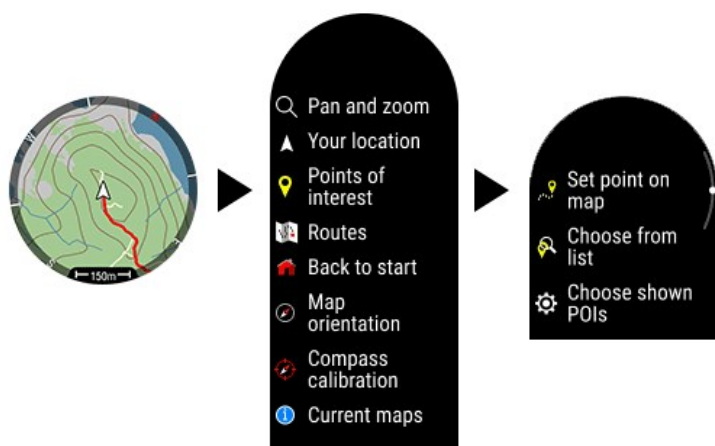 W
S
150m
Pan and zoom
Your location
Points of
interest
Routes
Back to start
Map
orientation
Compass
calibration
Current maps
Set point on
map
Choose from
list
Choose shown
POIs